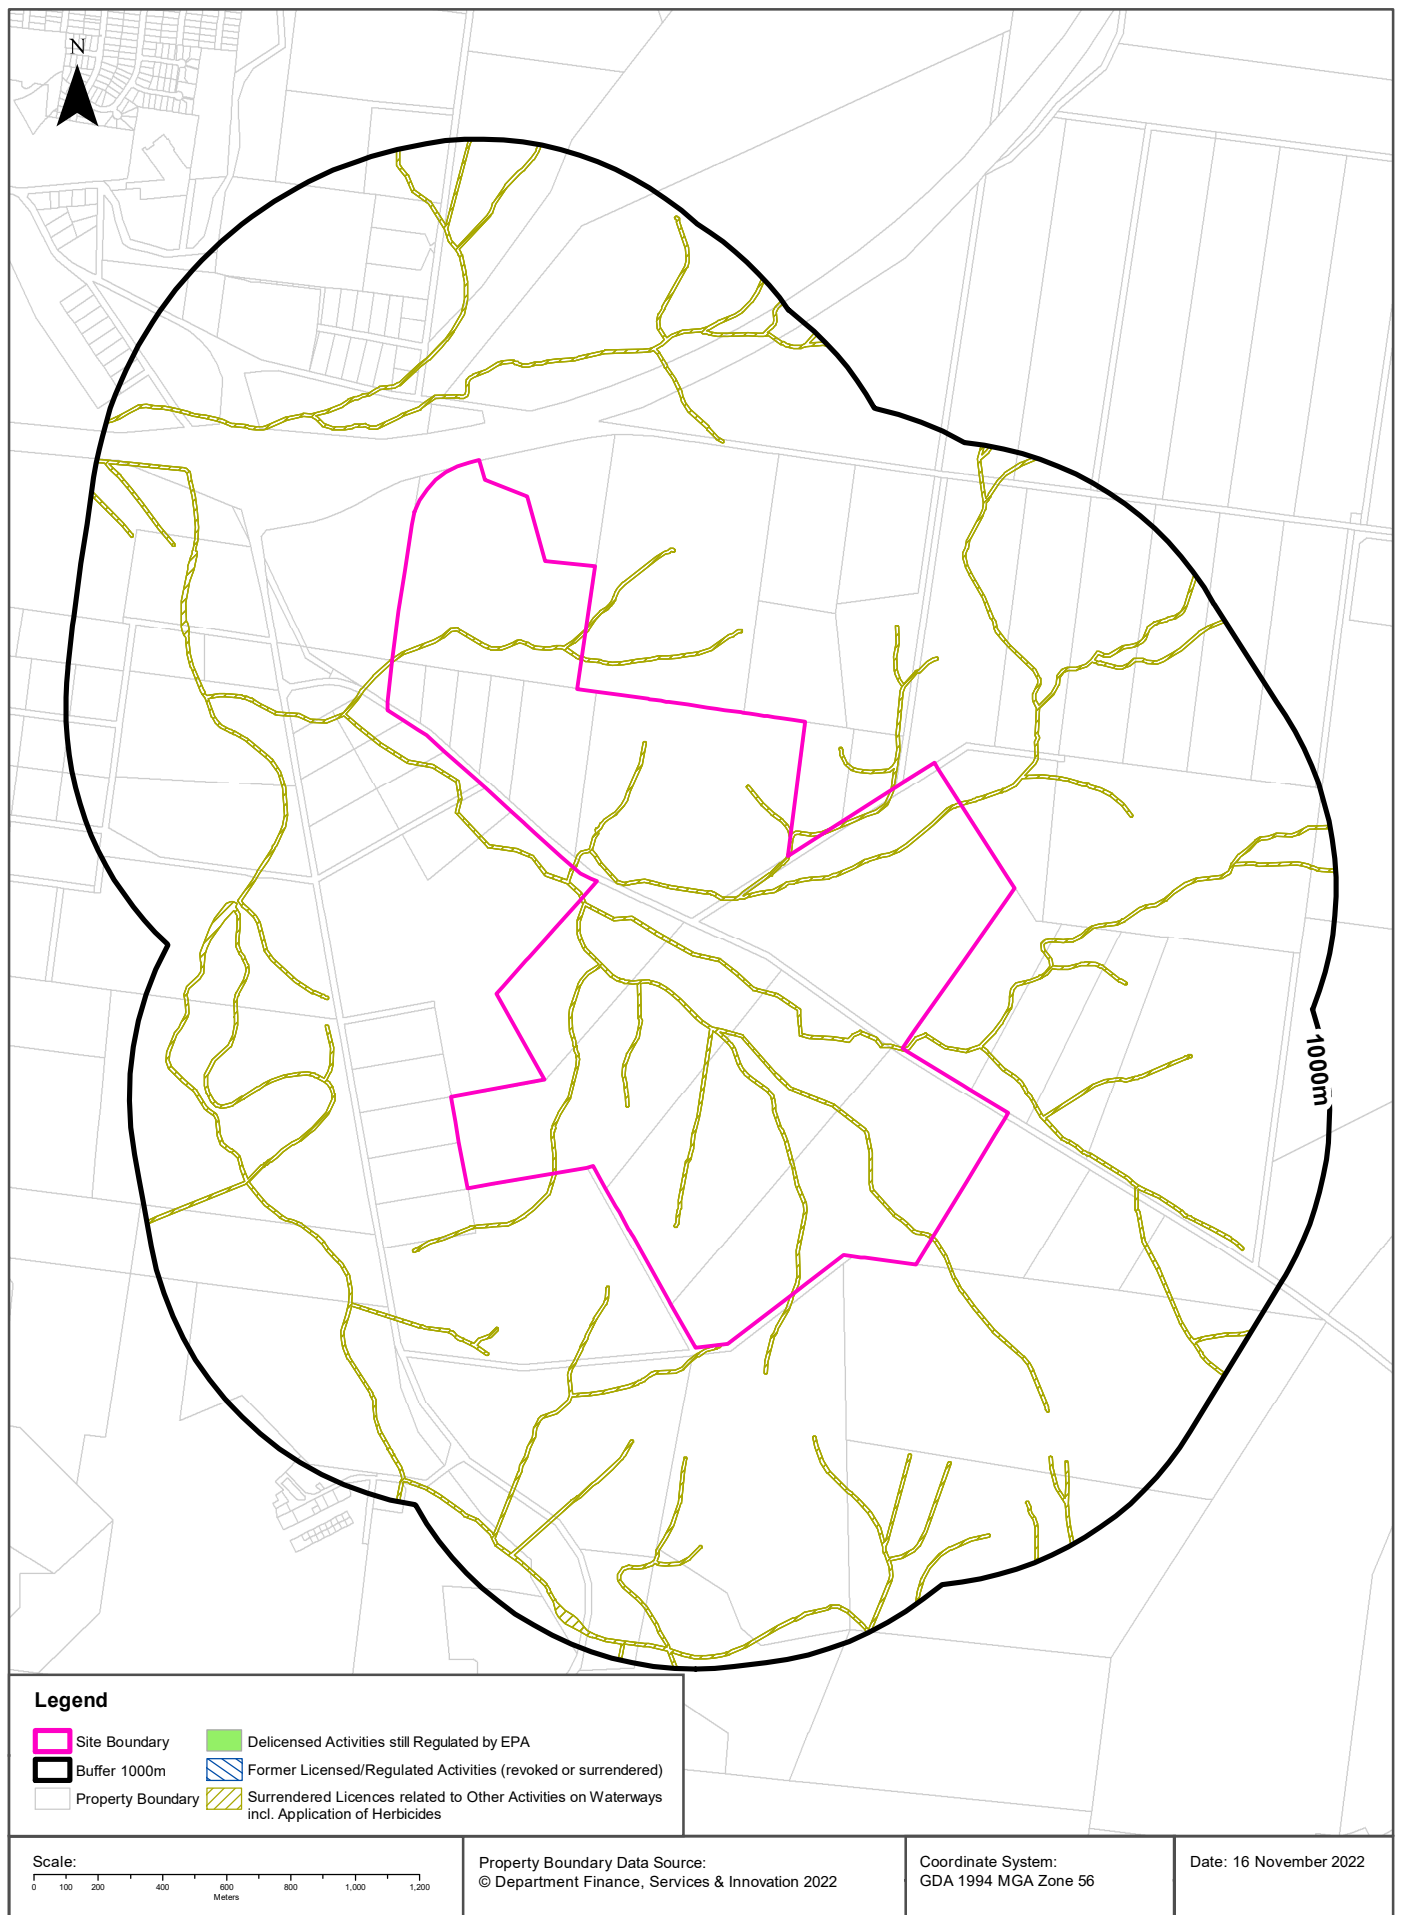 N
1000m
Legend
Site Boundary
Buffer 1000m
Property Boundary
Delicensed Activities still Regulated by EPA
Former Licensed/Regulated Activities (revoked or surrendered)
Surrendered Licences related to Other Activities on Waterways
incl. Application of Herbicides
Scale:
0 100 200 400 600 800 1,000 1,200
Meters
Property Boundary Data Source:
© Department Finance, Services & Innovation 2022
Coordinate System:
GDA 1994 MGA Zone 56
Date: 16 November 2022